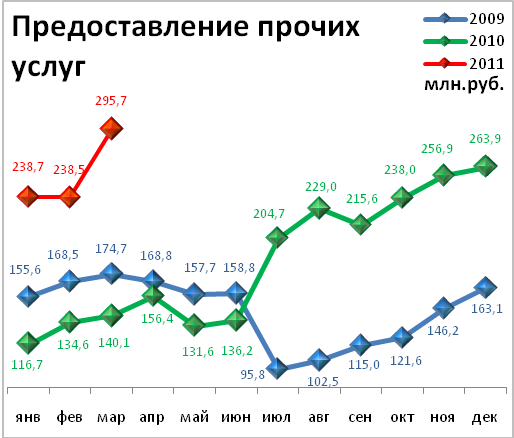 Предоставление прочих
услуг
2009
2010
2011
млн.руб.
238,7 238,5 295,7
155,6 168,5 174,7 168,8 157,7 158,8 95,8 102,5 115,0 121,6 146,2 163,1
116,7 134,6 140,1 156,4 131,6 136,2 204,7 229,0 215,6 238,0 256,9 263,9
янв фев мар апр май июн июл авг сен окт ноя дек